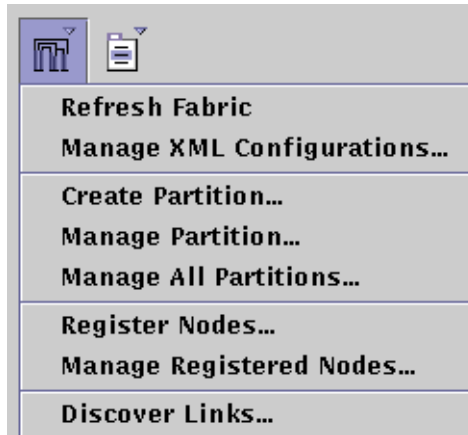 Refresh Fabric
Manage XML Configurations...
Create Partition...
Manage Partition...
Manage All Partitions...
Register Nodes...
Manage Registered Nodes...
Discover Links...